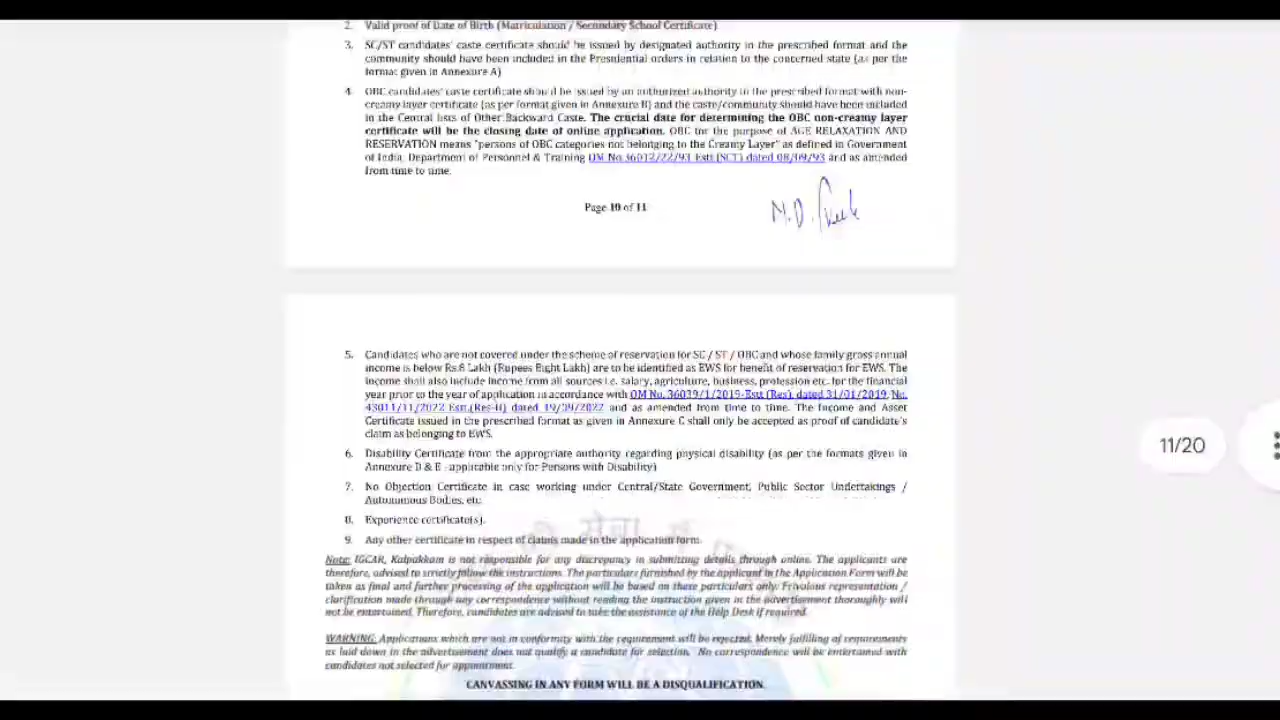 2. Valid proof of Date of Birth (Matriculation / Secondary School Certificate)
3. SC/ST candidates' caste certificate should be issued by designated authority in the prescribed format and the
community should have been included in the Presidential orders in relation to the concerned state (as per the
format given in Annexure A)
4. OBC candidates' caste certificate should be issued by an authorized authority in the prescribed format with non-
creamy layer certificate (as per format given in Annexure B) and the caste/community should have been included
in the Central lists of Other Backward Caste. The crucial date for determining the OBC non-creamy layer
certificate will be the closing date of online application. OBC for the purpose of AGE RELAXATION AND
RESERVATION means "persons of OBC categories not belonging to the Creamy Layer" as defined in Government
of India, Department of Personnel & Training OM No.36012/22/93-Estt.(SCT) dated 08/09/93 and as amended
from time to time.
Page 10 of 11
M.D.
5. Candidates who are not covered under the scheme of reservation for SC / ST / OBC and whose family gross annual
income is below Rs.8 Lakh (Rupees Eight Lakh) are to be identified as EWS for benefit of reservation for EWS. The
income shall also include income from all sources i.e. salary, agriculture, business, profession etc. for the financial
year prior to the year of application in accordance with OM No. 36039/1/2019-Estt (Res), dated 31/01/2019, No.
43011/11/2022-Estt.(Res-II) dated 19/09/2022 and as amended from time to time. The Income and Asset
Certificate issued in the prescribed format as given in Annexure C shall only be accepted as proof of candidate's
claim as belonging to EWS.
6. Disability Certificate from the appropriate authority regarding physical disability (as per the formats given in
Annexure D & E - applicable only for Persons with Disability)
7. No Objection Certificate in case working under Central/State Government, Public Sector Undertakings /
Autonomous Bodies, etc
8. Experience certificate(s).
9. Any other certificate in respect of claims made in the application form.
Note: IGCAR, Kalpakkam is not responsible for any discrepancy in submitting details through online. The applicants are
therefore, advised to strictly follow the instructions. The particulars furnished by the applicant in the Application Form will be
taken as final and further processing of the application will be based on these particulars only. Frivolous representation /
clarification made through any correspondence without reading the instruction given in the advertisement thoroughly will
not be entertained. Therefore, candidates are advised to take the assistance of the Help Desk if required.
WARNING: Applications which are not in conformity with the requirement will be rejected. Merely fulfilling of requirements
as laid down in the advertisement does not qualify a candidate for selection. No correspondence will be entertained with
candidates not selected for appointment.
CANVASSING IN ANY FORM WILL BE A DISQUALIFICATION.
11/20